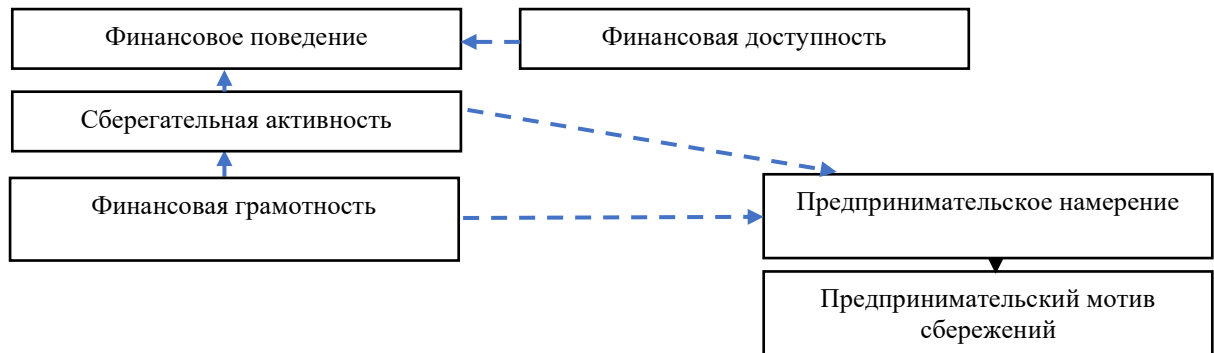 Финансовое поведение
Финансовая доступность
Сберегательная активность
Финансовая грамотность
Предпринимательское намерение
Предпринимательский мотив
сбережений